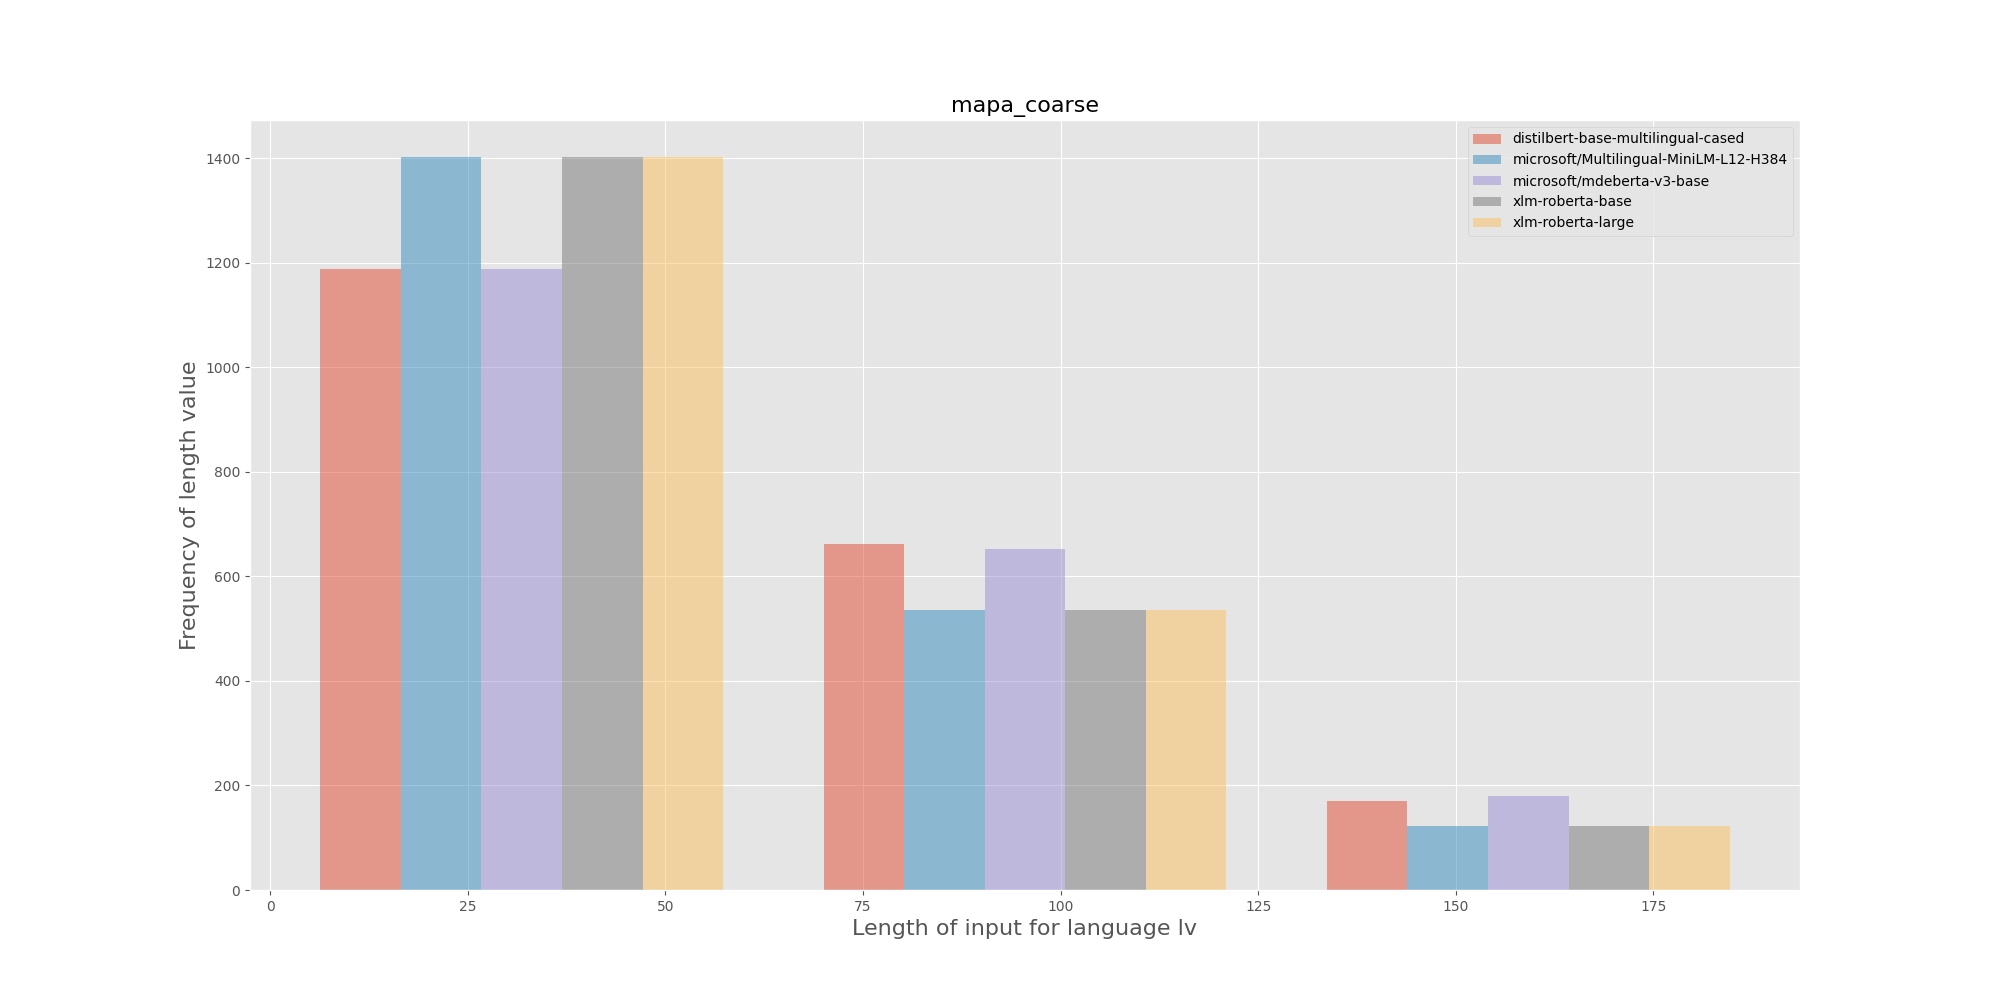 mapa_coarse
distilbert-base-multilingual-cased
microsoft/Multilingual-MiniLM-L12-H384
microsoft/mdeberta-v3-base
xlm-roberta-base
xlm-roberta-large
Frequency of length value
1400
1200
1000
800
600
400
200
0
0 25 50 75 100 125 150 175
Length of input for language lv